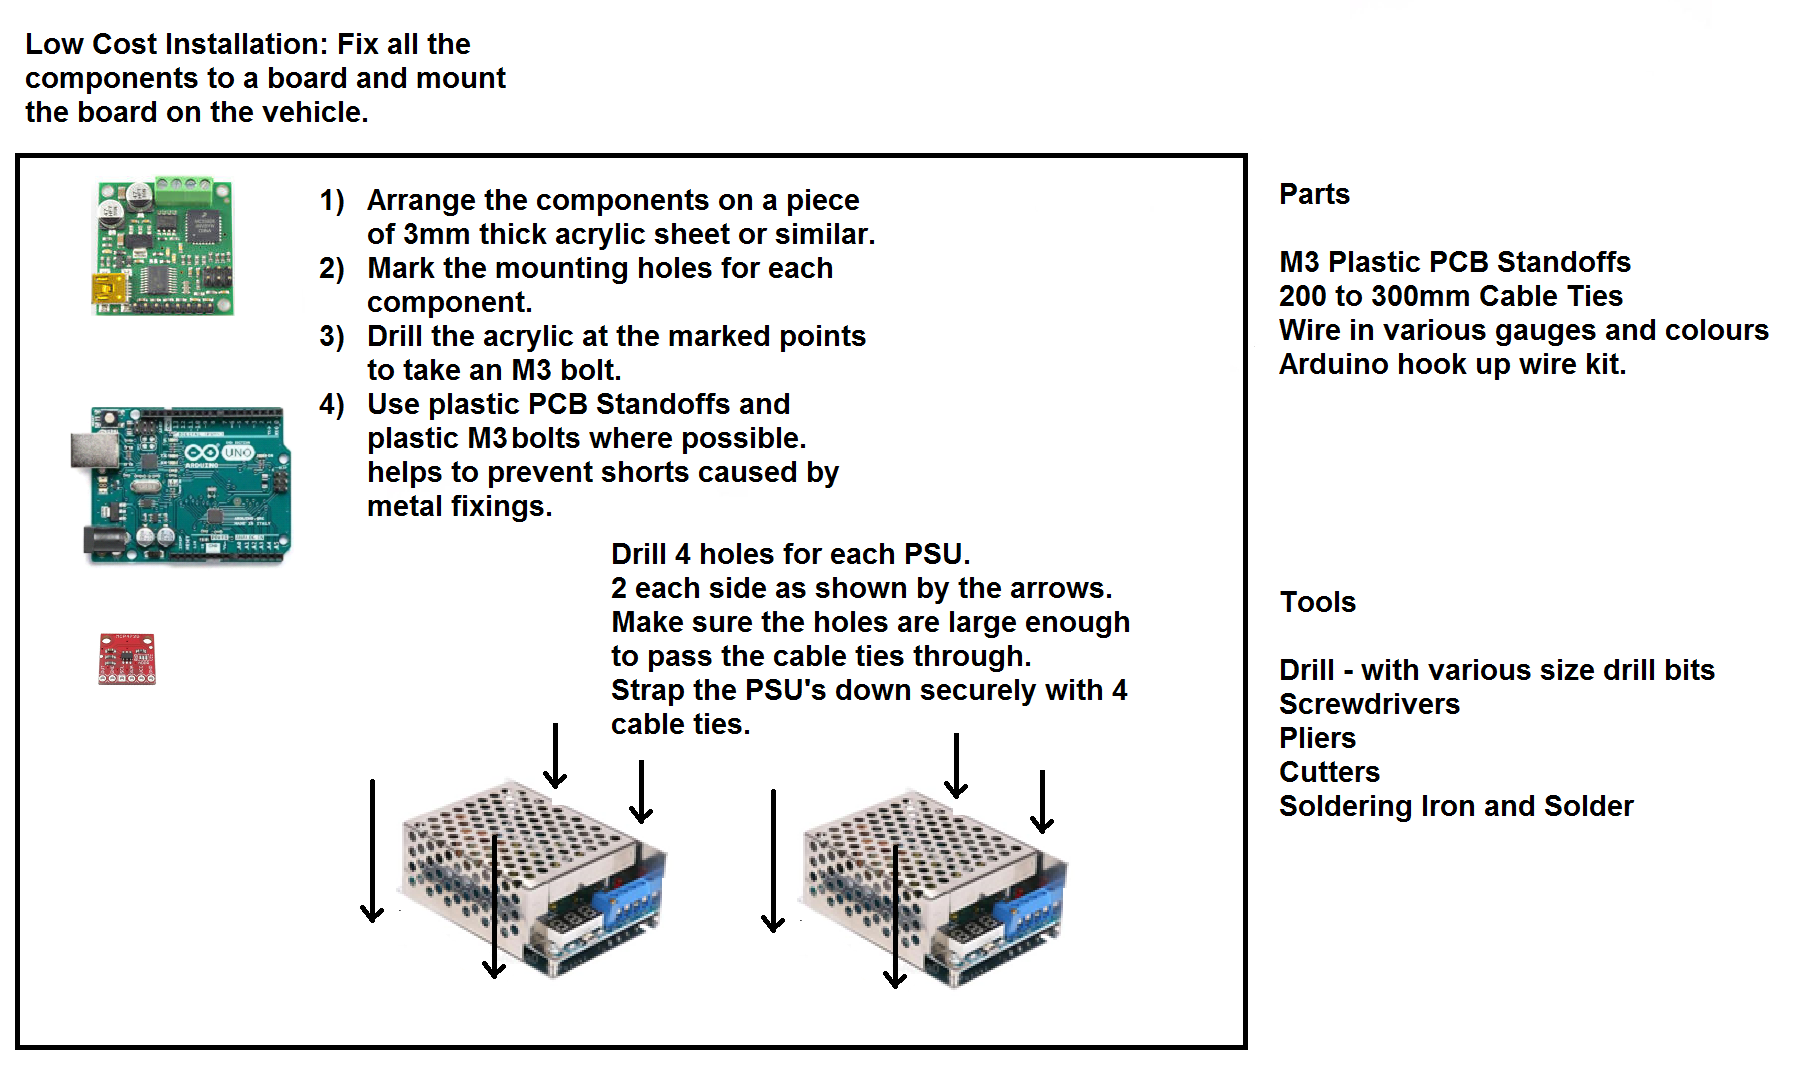 Low Cost Installation: Fix all the
components to a board and mount
the board on the vehicle.
1) Arrange the components on a piece
of 3mm thick acrylic sheet or similar.
2) Mark the mounting holes for each
component.
3) Drill the acrylic at the marked points
to take an M3 bolt.
4) Use plastic PCB Standoffs and
plastic M3 bolts where possible.
helps to prevent shorts caused by
metal fixings.
UNO
ARDUINO
Drill 4 holes for each PSU.
2 each side as shown by the arrows.
Make sure the holes are large enough
to pass the cable ties through.
Strap the PSU's down securely with 4
cable ties.
Parts
M3 Plastic PCB Standoffs
200 to 300mm Cable Ties
Wire in various gauges and colours
Arduino hook up wire kit.
Tools
Drill - with various size drill bits
Screwdrivers
Pliers
Cutters
Soldering Iron and Solder